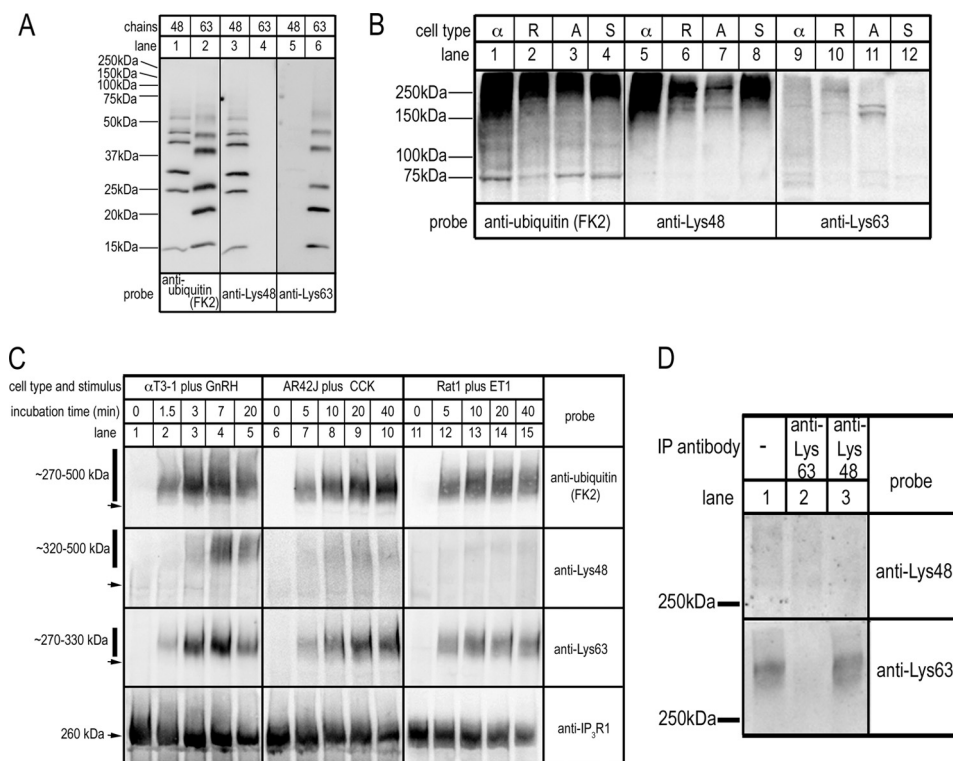 A
chains 48 63 48 63 48 63
lane 1 2 3 4 5 6
250kDa
150kDa
100kDa
75kDa
50kDa
37kDa
25kDa
20kDa
15kDa
probe
anti-
ubiquitin
(FK2)
anti-Lys48
anti-Lys63
B
cell type α R A S α R A S α R A S
lane 1 2 3 4 5 6 7 8 9 10 11 12
250kDa
150kDa
100kDa
75kDa
probe anti-ubiquitin (FK2) anti-Lys48 anti-Lys63
C
cell type and stimulus αT3-1 plus GnRH AR42J plus CCK Rat1 plus ET1
incubation time (min) 0 1.5 3 7 20 0 5 10 20 40 0 5 10 20 40
probe
lane 1 2 3 4 5 6 7 8 9 10 11 12 13 14 15
~270-500 kDa
anti-ubiquitin
(FK2)
~320-500 kDa
anti-Lys48
~270-330 kDa
anti-Lys63
260 kDa
anti-IP3R1
D
IP antibody - anti-Lys 63 anti-Lys 48
probe
lane 1 2 3
anti-Lys48
250kDa
anti-Lys63
250kDa